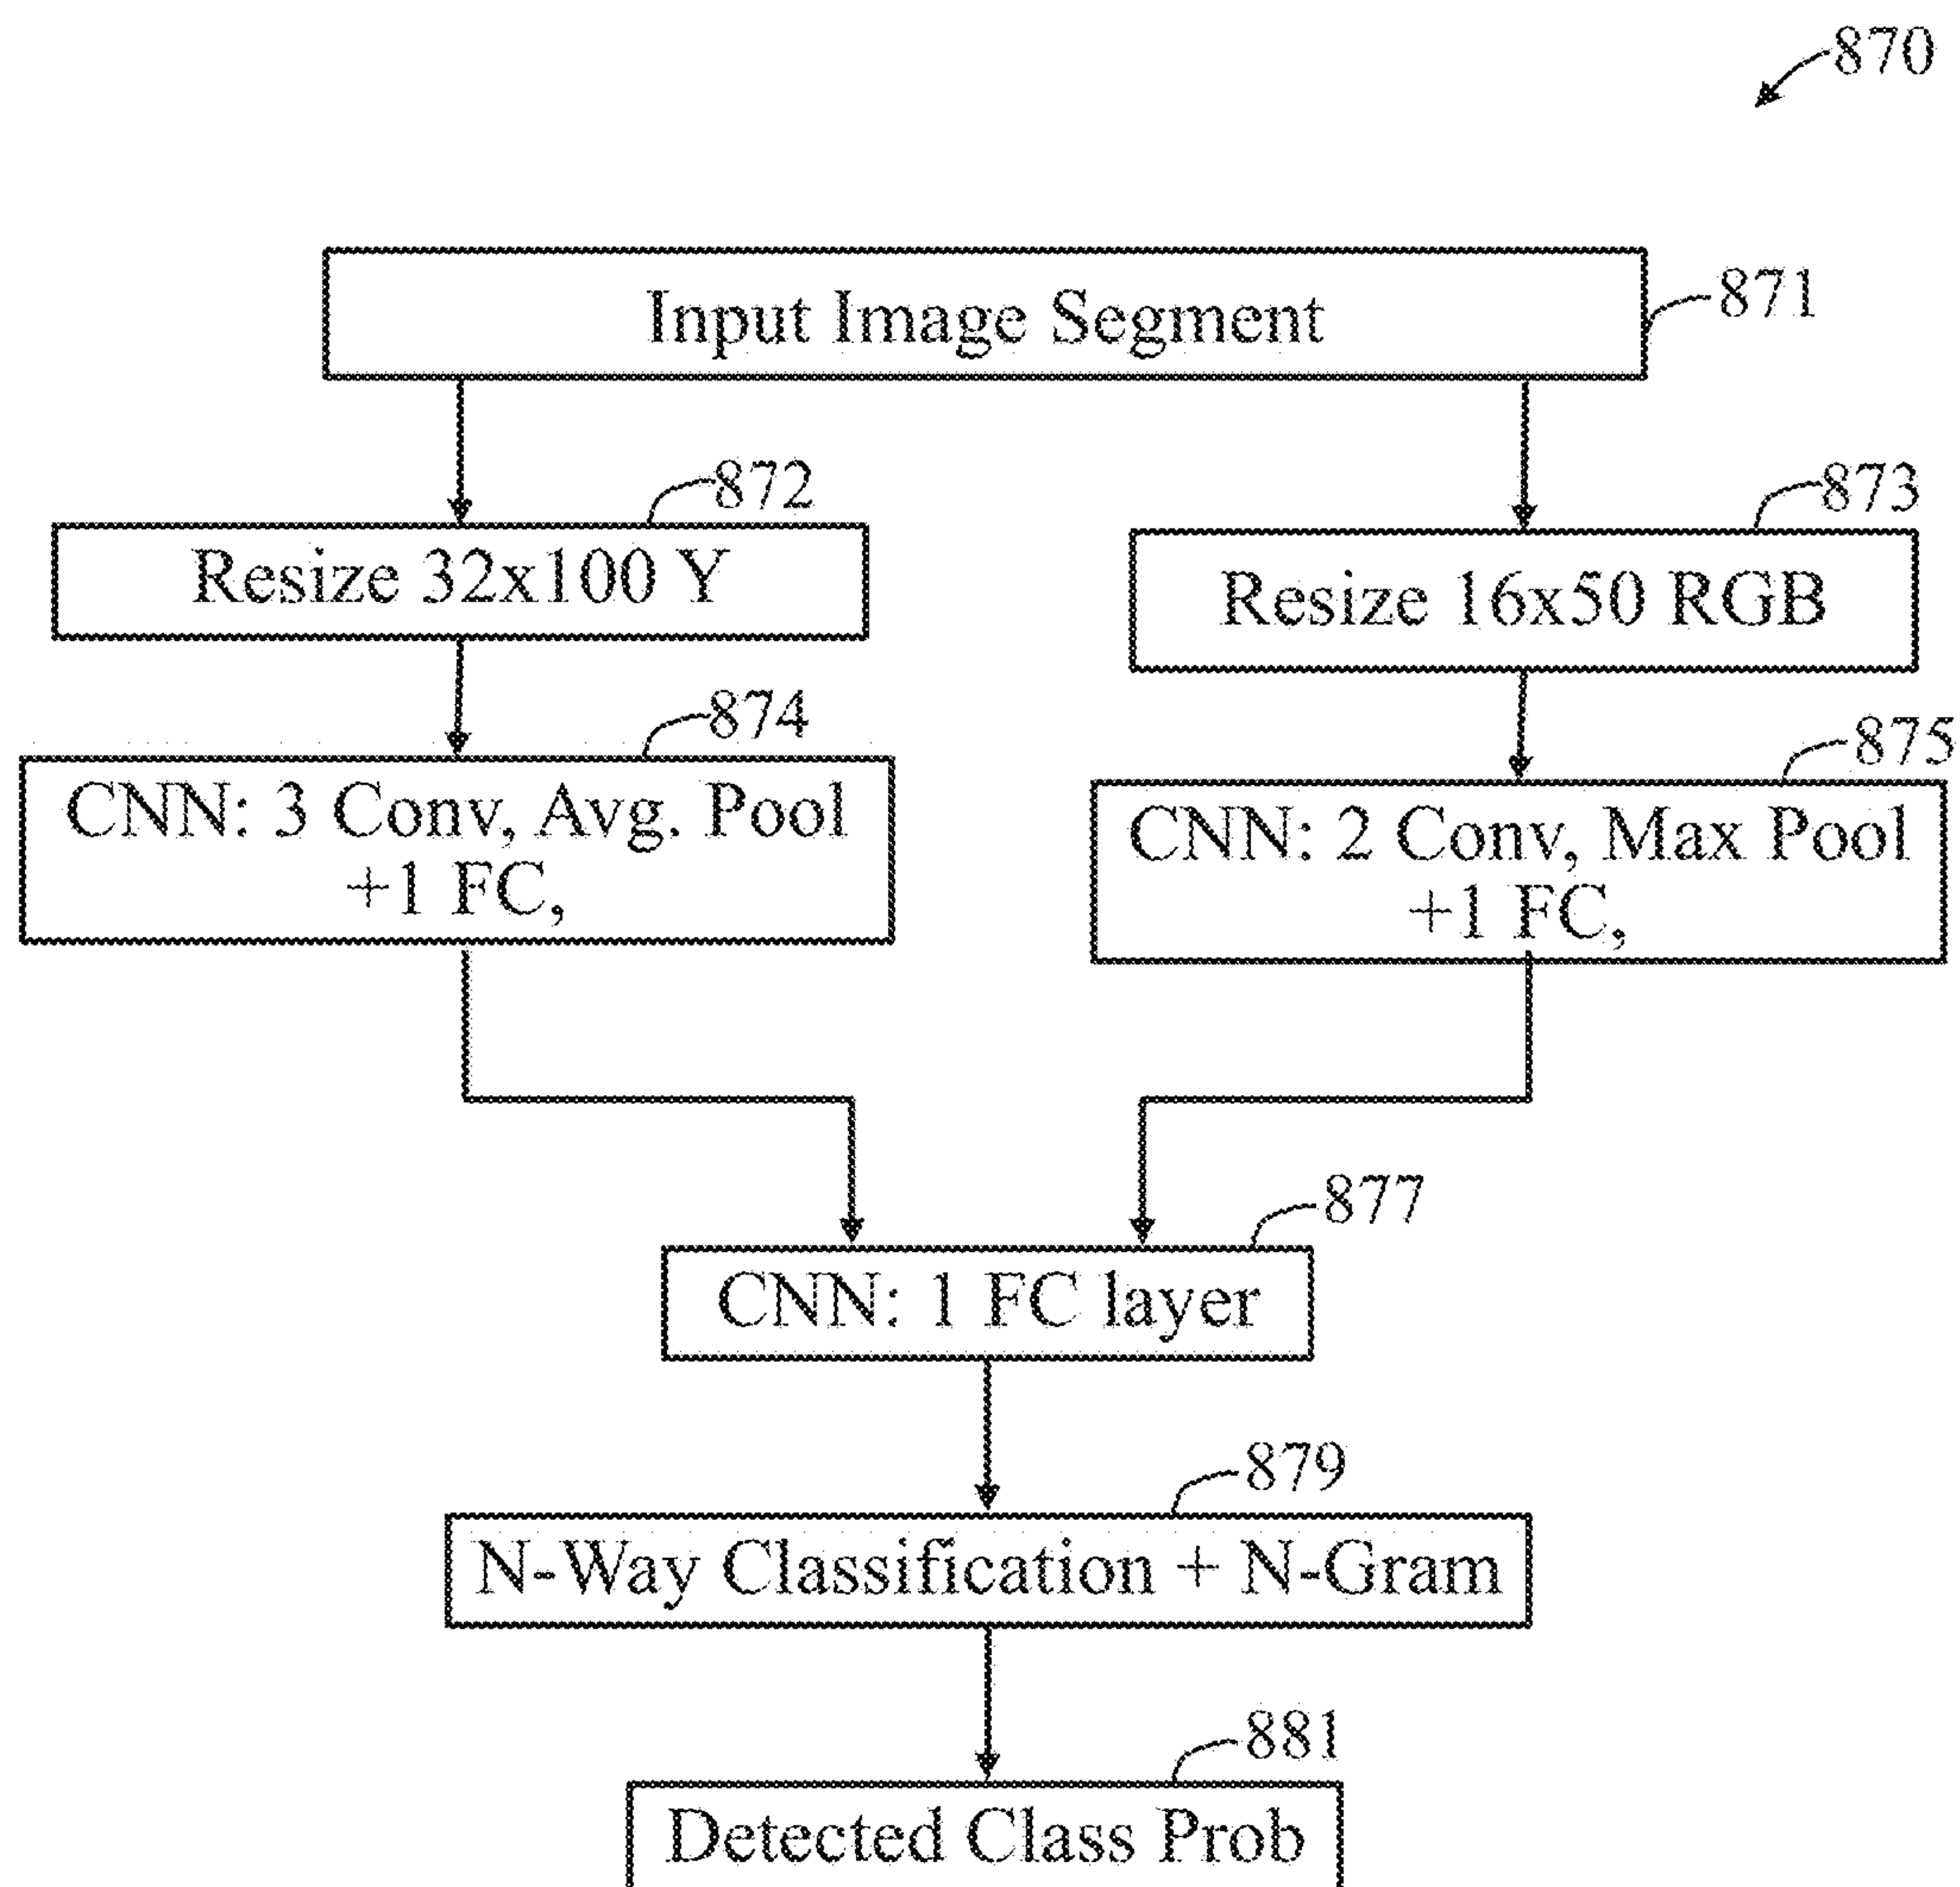 870
Input Image Segment
871
872
873
Resize 32x100 Y
Resize 16x50 RGB
874
875
CNN: 3 Conv, Avg. Pool
+1 FC,
CNN: 2 Conv, Max Pool
+1 FC,
877
CNN: 1 FC layer
879
N-Way Classification + N-Gram
881
Detected Class Prob